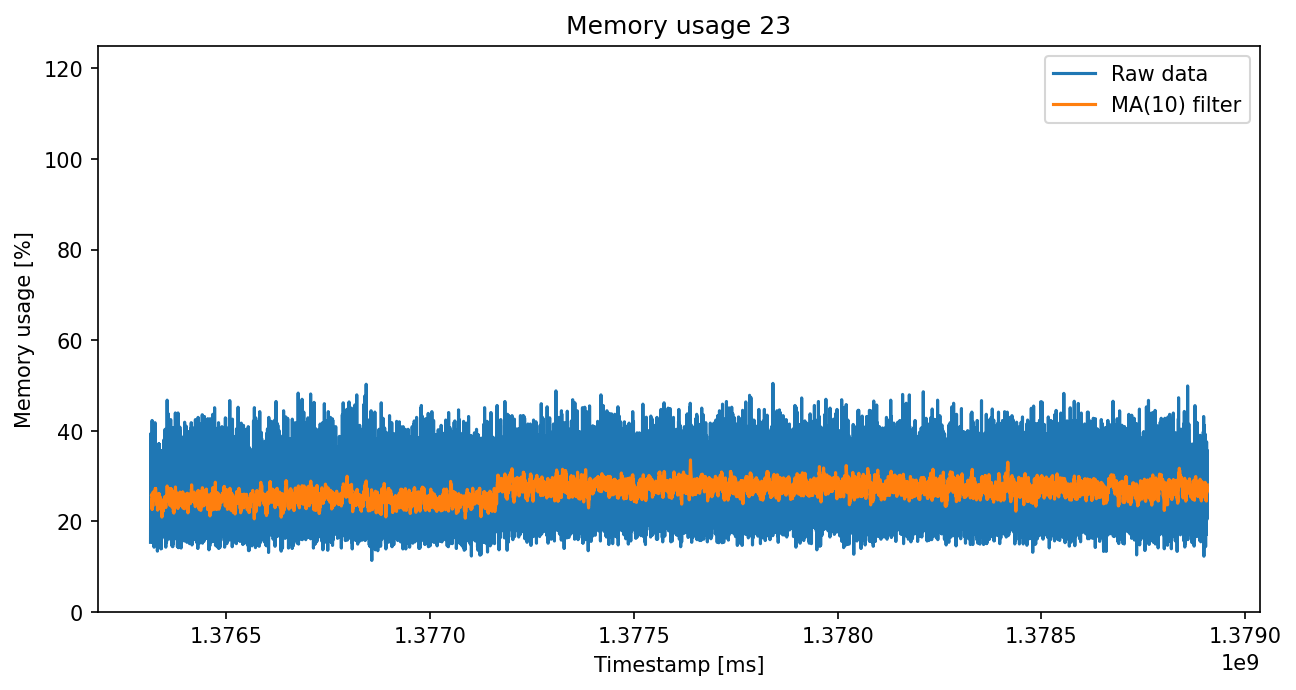 Memory usage 23
Raw data
MA(10) filter
Memory usage [%]
120
100
80
60
40
20
0
1.3765 1.3770 1.3775 1.3780 1.3785 1.3790
1e9
Timestamp [ms]